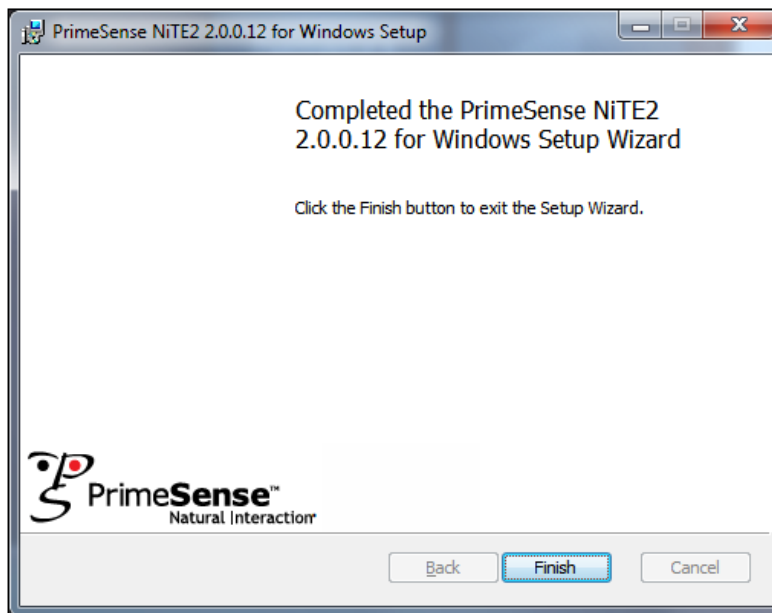 PrimeSense NiTE2 2.0.0.12 for Windows Setup
Completed the PrimeSense NiTE2
2.0.0.12 for Windows Setup Wizard
Click the Finish button to exit the Setup Wizard.
PrimeSense™
Natural Interaction™
Back
Finish
Cancel